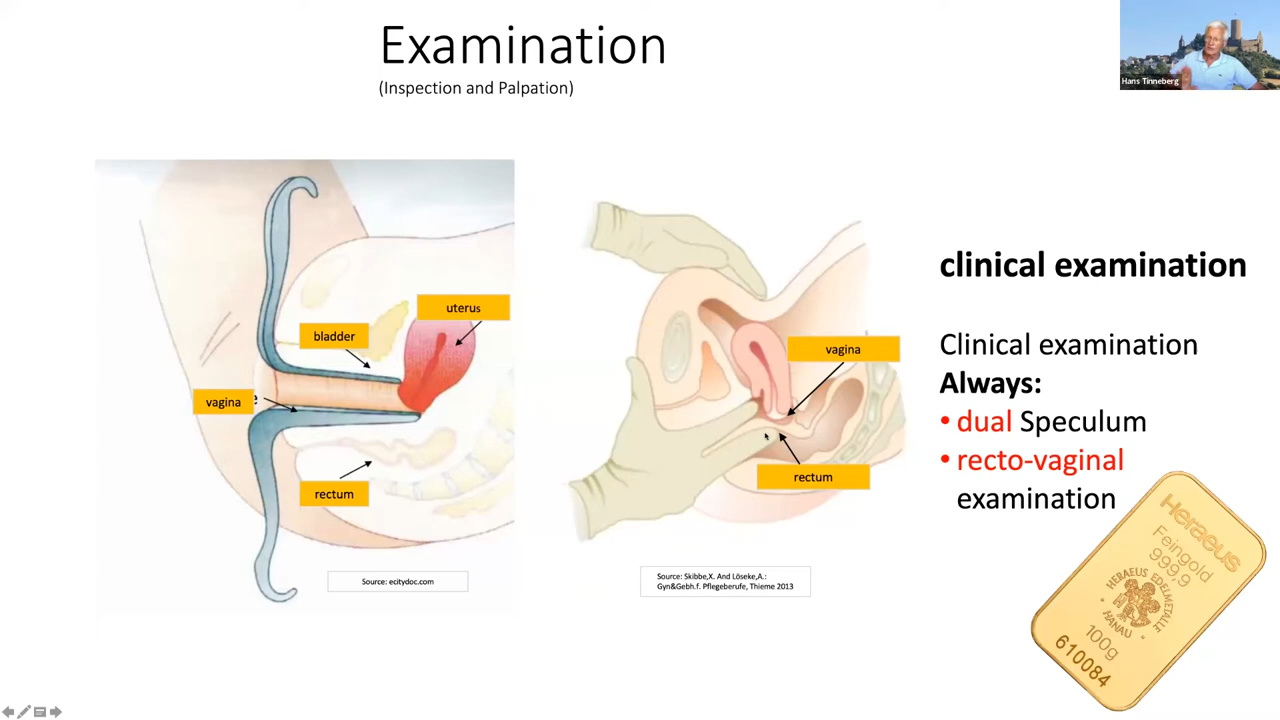 Examination
(Inspection and Palpation)
Hans Tinneberg
uterus
bladder
vagina
rectum
Source: ecitydoc.com
vagina
rectum
Source: Skibbe,X. And Löseke,A.:
Gyn&Gebh.f. Pflegeberufe, Thieme 2013
clinical examination
Clinical examination
Always:
• dual Speculum
• recto-vaginal
examination
Heraeus
Feingold
999,9
HERAEUS EDELMETALLE
HANAU
100g
610084